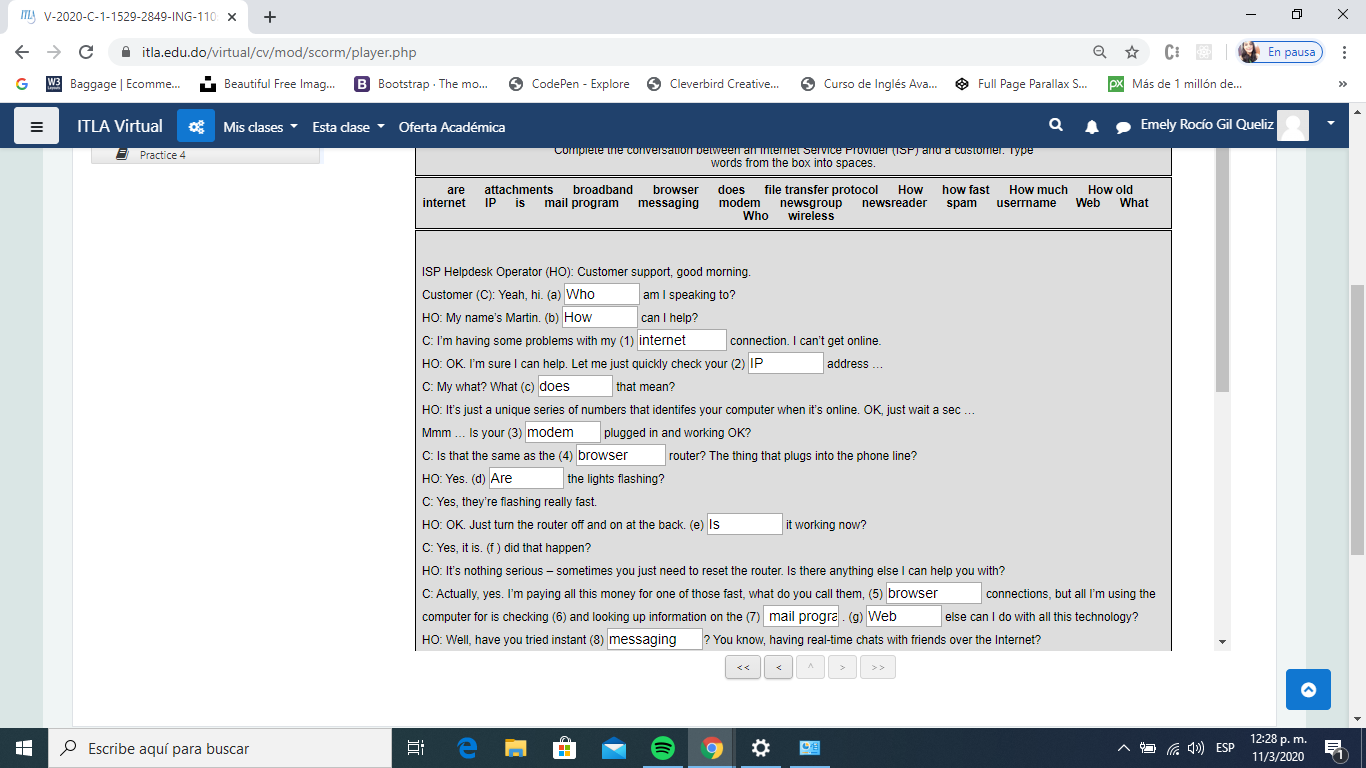 V-2020-C-1-1529-2849-ING-110
itla.edu.do/virtual/cv/mod/scorm/player.php
En pausa
Baggage | Ecomme... Beautiful Free Imag... Bootstrap · The mo... CodePen - Explore Cleverbird Creative... Curso de Inglés Ava... Full Page Parallax S... Más de 1 millón de... »
ITLA Virtual Mis clases Esta clase Oferta Académica Emely Rocío Gil Queliz
Practice 4
Complete the conversation between an Internet Service Provider (ISP) and a customer. Type
words from the box into spaces.
are attachments broadband browser does file transfer protocol How how fast How much How old
internet IP is mail program messaging modem newsgroup newsreader spam userrname Web What
Who wireless
ISP Helpdesk Operator (HO): Customer support, good morning.
Customer (C): Yeah, hi. (a) Who am I speaking to?
HO: My name's Martin. (b) How can I help?
C: I'm having some problems with my (1) internet connection. I can't get online.
HO: OK. I'm sure I can help. Let me just quickly check your (2) IP address ...
C: My what? What (c) does that mean?
HO: It's just a unique series of numbers that identifes your computer when it's online. OK, just wait a sec ...
Mmm ... Is your (3) modem plugged in and working OK?
C: Is that the same as the (4) browser router? The thing that plugs into the phone line?
HO: Yes. (d) Are the lights flashing?
C: Yes, they're flashing really fast.
HO: OK. Just turn the router off and on at the back. (e) Is it working now?
C: Yes, it is. (f ) did that happen?
HO: It's nothing serious – sometimes you just need to reset the router. Is there anything else I can help you with?
C: Actually, yes. I'm paying all this money for one of those fast, what do you call them, (5) browser connections, but all I'm using the
computer for is checking (6) and looking up information on the (7) mail progra . (g) Web else can I do with all this technology?
HO: Well, have you tried instant (8) messaging ? You know, having real-time chats with friends over the Internet?
<< < ^ > >>
Escribe aquí para buscar
ESP
12:28 p. m.
11/3/2020
1